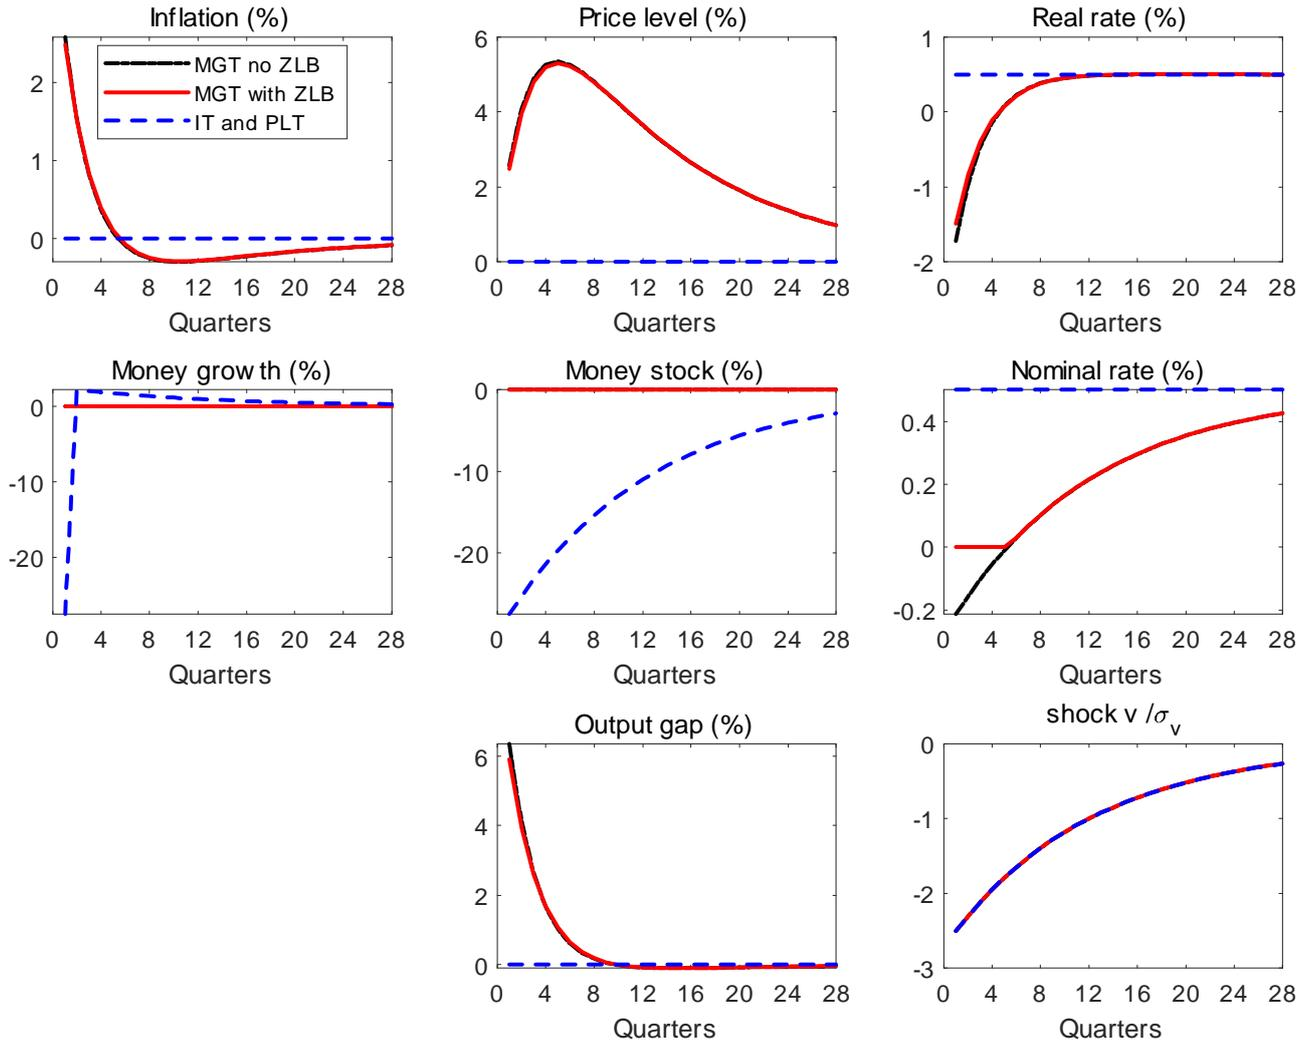 Inflation (%)
2
1
0
MGT no ZLB
MGT with ZLB
IT and PLT
0 4 8 12 16 20 24 28
Quarters
Price level (%)
6
4
2
0
0 4 8 12 16 20 24 28
Quarters
Real rate (%)
1
0
-1
-2
0 4 8 12 16 20 24 28
Quarters
Money growth (%)
0
-10
-20
0 4 8 12 16 20 24 28
Quarters
Money stock (%)
0
-10
-20
0 4 8 12 16 20 24 28
Quarters
Nominal rate (%)
0.4
0.2
0
-0.2
0 4 8 12 16 20 24 28
Quarters
Output gap (%)
6
4
2
0
0 4 8 12 16 20 24 28
Quarters
shock v /σv
0
-1
-2
-3
0 4 8 12 16 20 24 28
Quarters